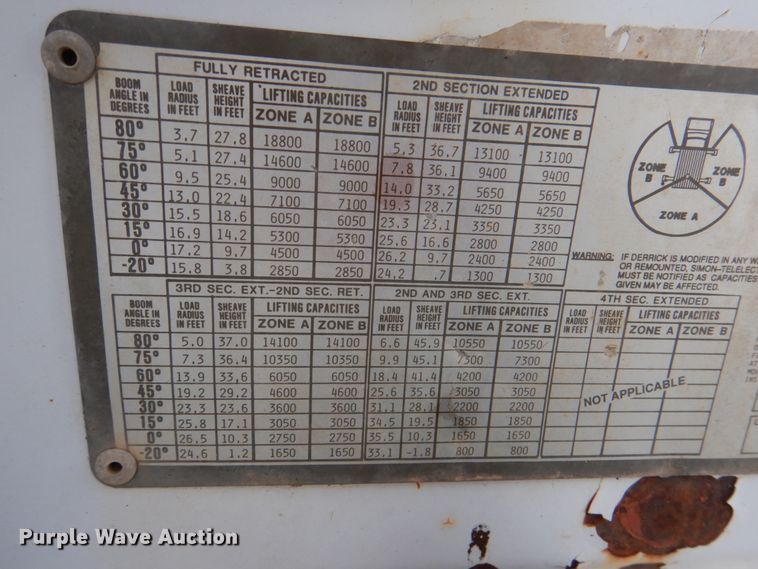 FULLY RETRACTED
2ND SECTION EXTENDED
BOOM ANGLE IN DEGREES LOAD RADIUS IN FEET SHEAVE HEIGHT IN FEET LIFTING CAPACITIES ZONE A ZONE B LOAD RADIUS IN FEET SHEAVE HEIGHT IN FEET LIFTING CAPACITIES ZONE A ZONE B
80° 3.7 27.8 18800 18800 5.3 36.7 13100 13100
75° 5.1 27.4 14600 14600 7.8 36.1 9400 9400
60° 9.5 25.4 9000 9000 14.0 33.2 5650 5650
45° 13.0 22.4 7100 7100 19.3 28.7 4250 4250
30° 15.5 18.6 6050 6050 23.3 23.1 3350 3350
15° 16.9 14.2 5300 5300 25.6 16.6 2800 2800
0° 17.2 9.7 4500 4500 26.2 9.7 2400 2400
-20° 15.8 3.8 2850 2850 24.2 .7 1300 1300
ZONE B
ZONE B
ZONE A
WARNING: IF DERRICK IS MODIFIED IN ANY
OR REMOUNTED, SIMON-TELELECT
MUST BE NOTIFIED AS CAPACITIES
GIVEN MAY BE AFFECTED.
3RD SEC. EXT.-2ND SEC. RET.
2ND AND 3RD SEC. EXT.
4TH SEC. EXTENDED
BOOM ANGLE IN DEGREES LOAD RADIUS IN FEET SHEAVE HEIGHT IN FEET LIFTING CAPACITIES ZONE A ZONE B LOAD RADIUS IN FEET SHEAVE HEIGHT IN FEET LIFTING CAPACITIES ZONE A ZONE B LOAD RADIUS IN FEET SHEAVE HEIGHT IN FEET LIFTING CAPACITIES ZONE A ZONE B
80° 5.0 37.0 14100 14100 6.6 45.9 10550 10550
75° 7.3 36.4 10350 10350 9.9 45.1 7300 7300
60° 13.9 33,6 6050 6050 18.4 41.4 4200 4200
45° 19.2 29.2 4600 4600 25.6 35.6 3050 3050
30° 23.3 23.6 3600 3600 31.1 28.1 2200 2200
15° 25.8 17.1 3050 3050 34.5 19.5 1850 1850
0° 26.5 10.3 2750 2750 35.5 10.3 1650 1650
-20° 24.6 1.2 1650 1650 33.1 -1.8 800 800
NOT APPLICABLE
Purple Wave Auction